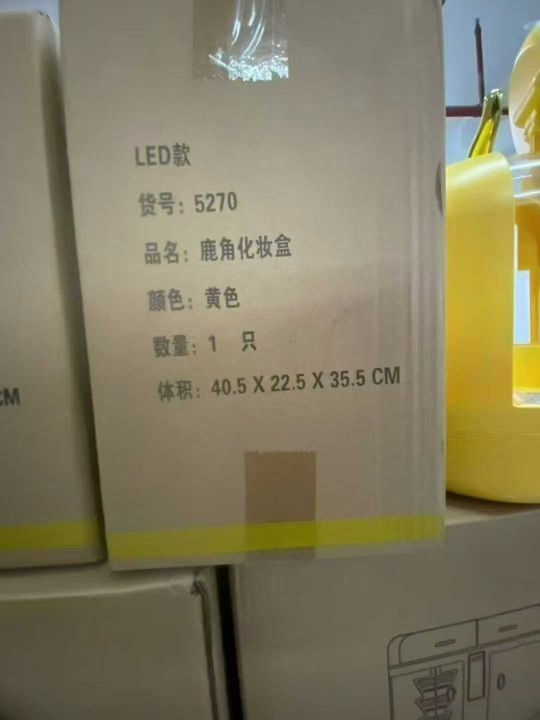 LED款
货号：5270
品名：鹿角化妆盒
颜色：黄色
数量：1 只
体积：40.5 X 22.5 X 35.5 CM
CM